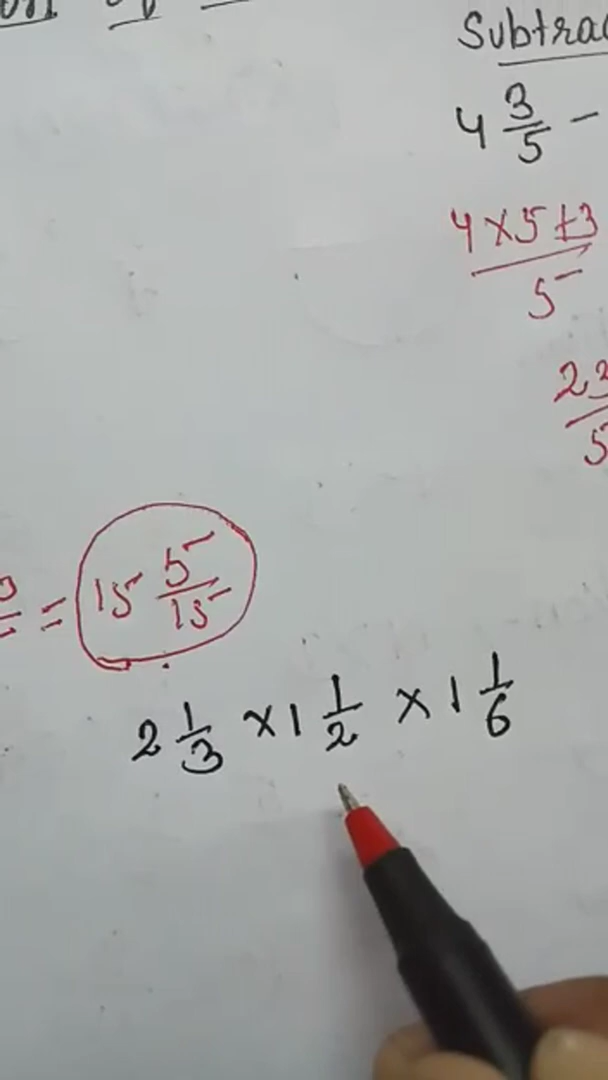 4 3/5 -
4×5+3/5
= 15 5/15
2 1/3 × 1 1/2 × 1 1/6